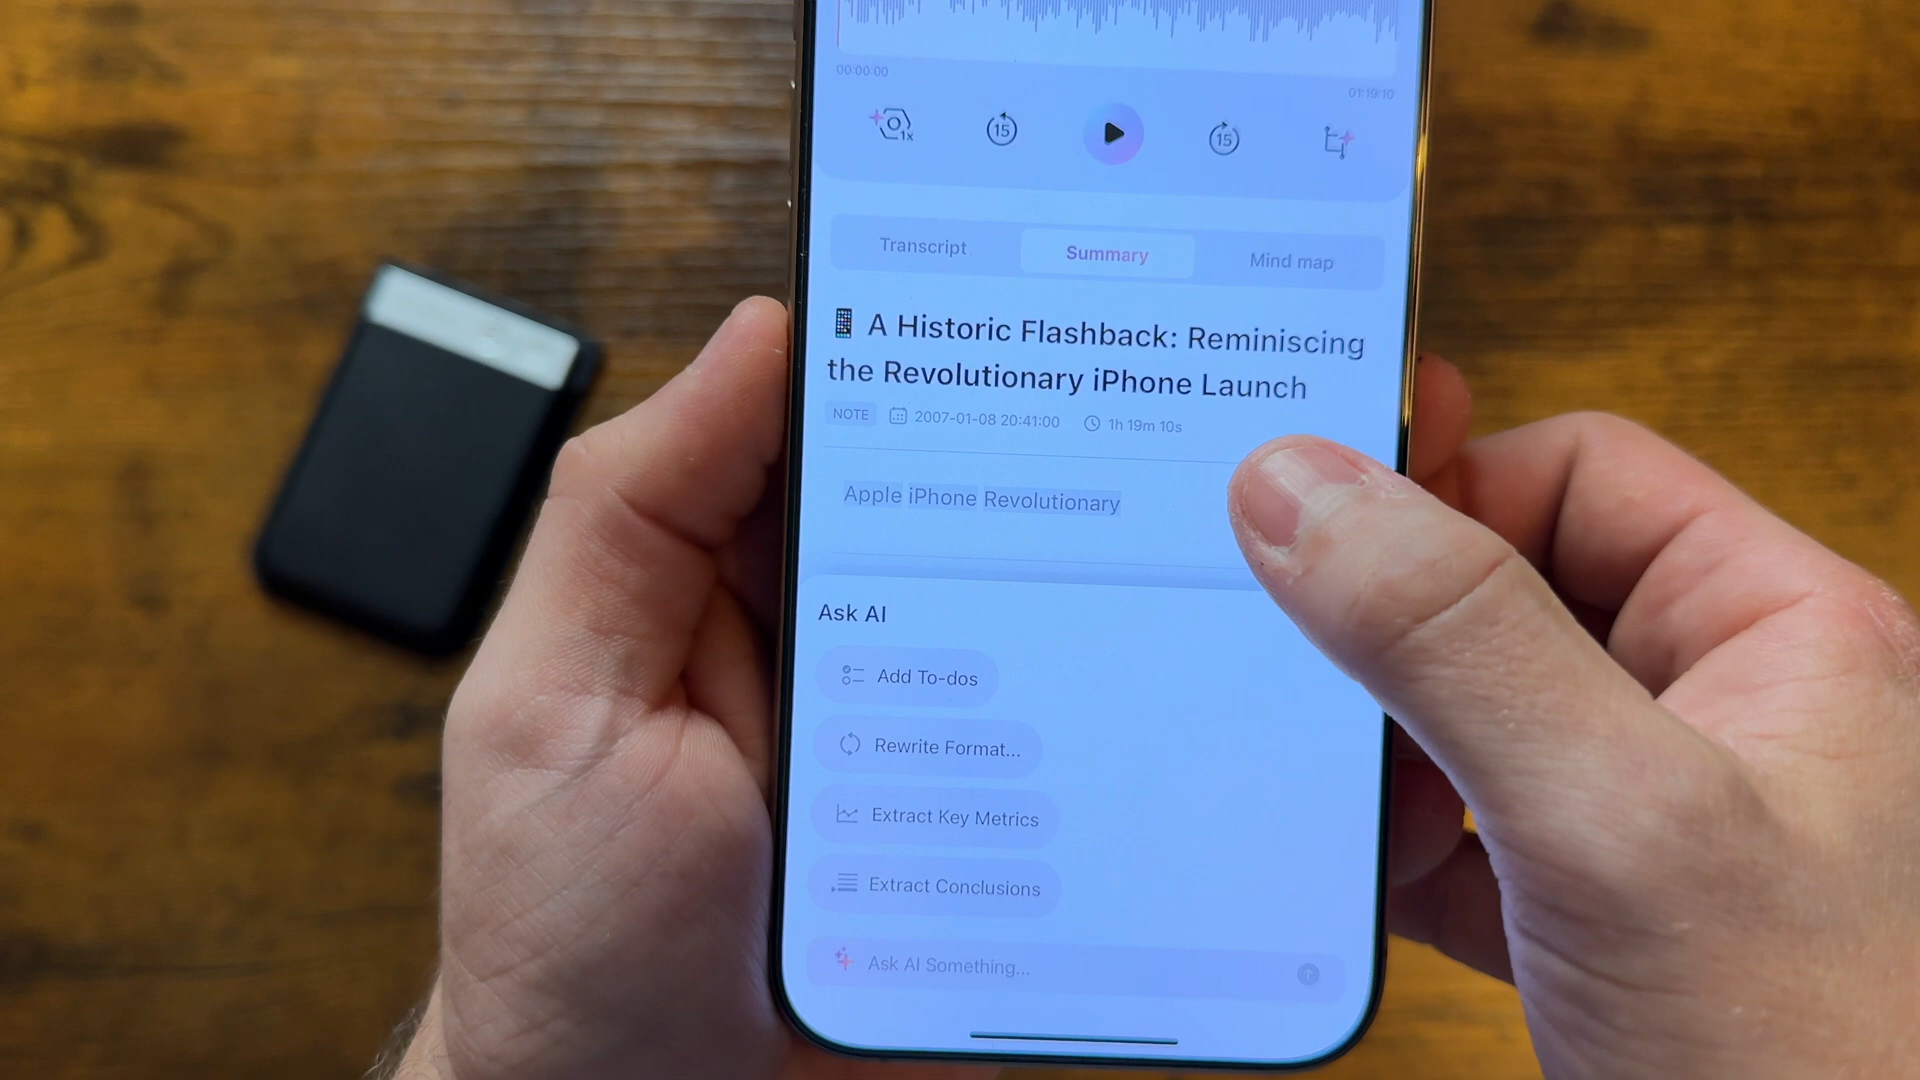 00:00:00
01:19:10
1x
15
15
Transcript
Summary
Mind map
A Historic Flashback: Reminiscing
the Revolutionary iPhone Launch
NOTE
2007-01-08 20:41:00
1h 19m 10s
Apple iPhone Revolutionary
Ask AI
Add To-dos
Rewrite Format...
Extract Key Metrics
Extract Conclusions
Ask AI Something...